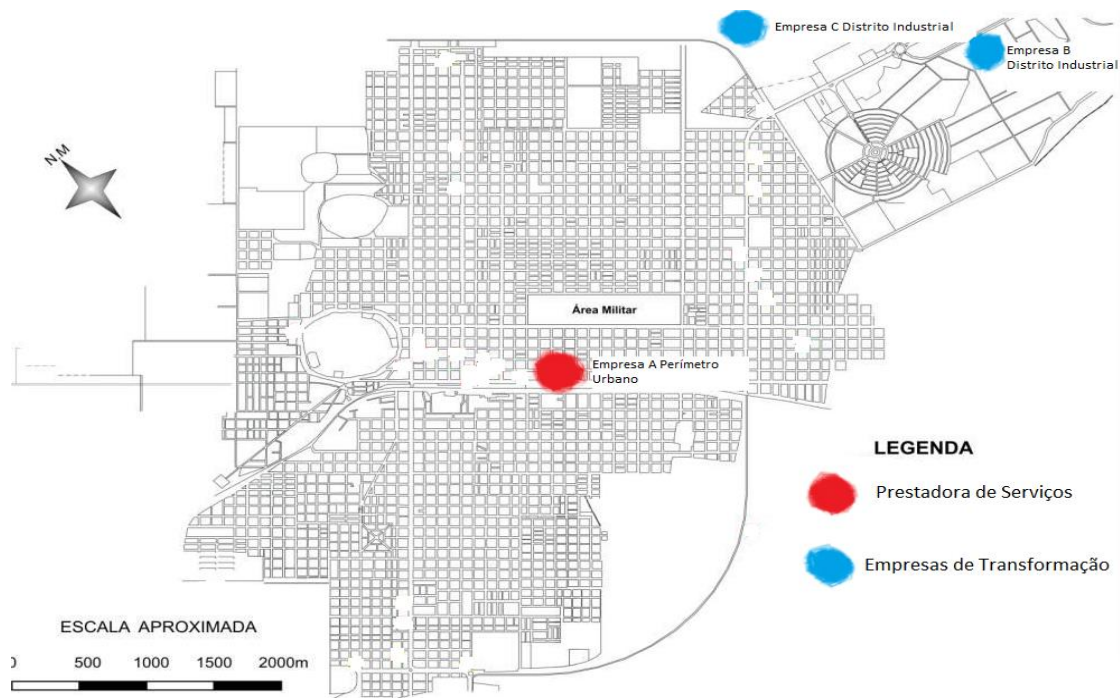 Empresa C Distrito Industrial
Empresa B
Distrito Industrial
N.M
Área Militar
Empresa A Perímetro
Urbano
LEGENDA
Prestadora de Serviços
Empresas de Transformação
ESCALA APROXIMADA
0 500 1000 1500 2000m